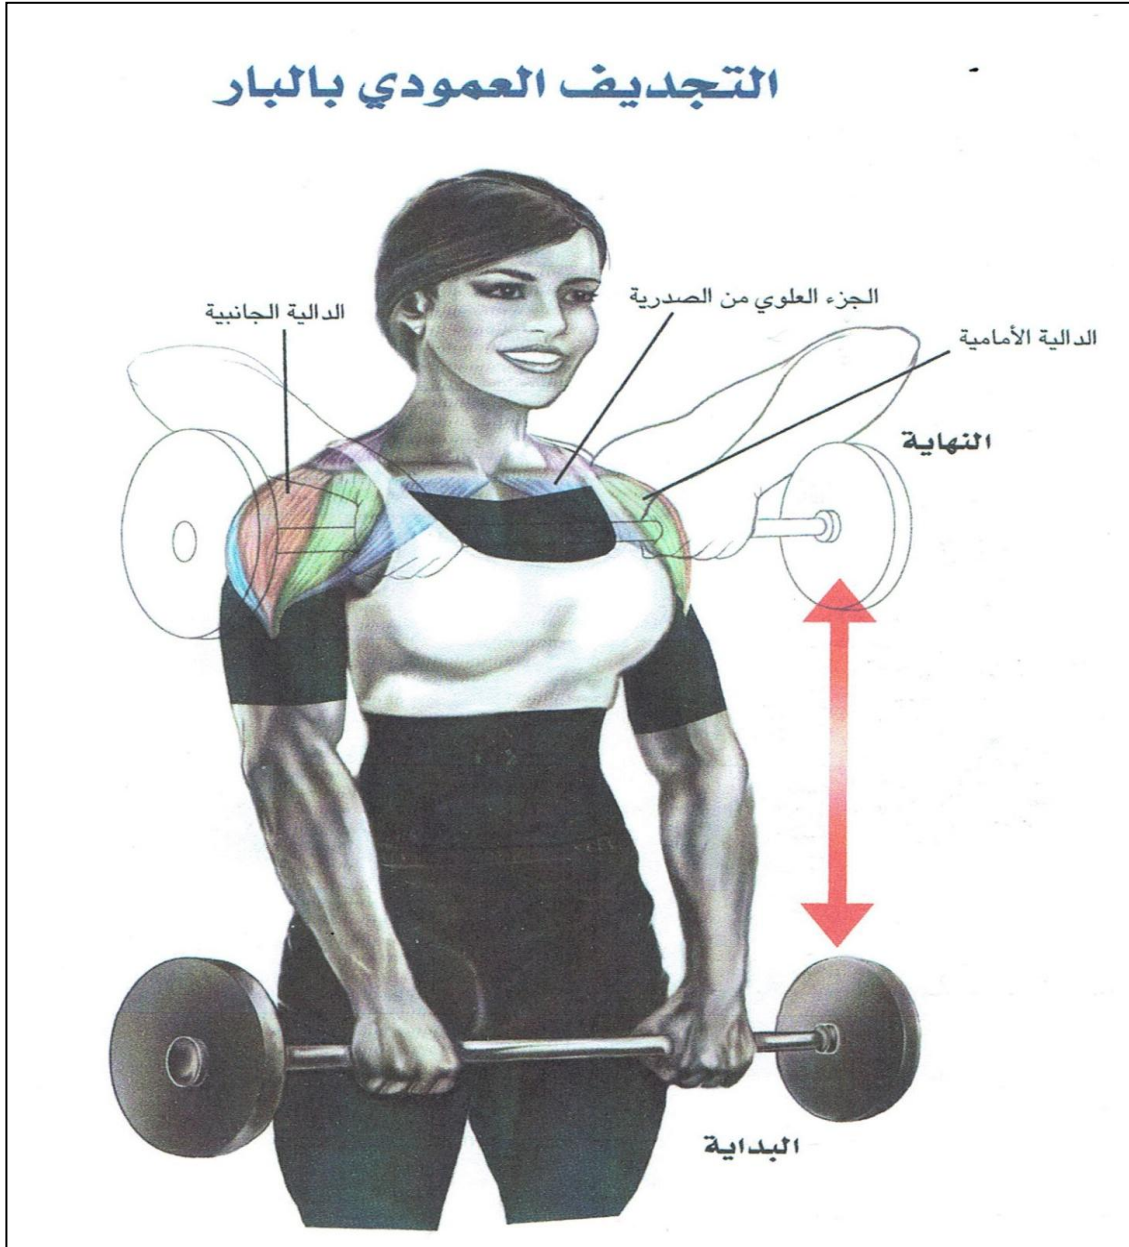 التجديف العمودي بالبار
الجزء العلوي من الصدرية
الدالية الجانبية
الدالية الأمامية
النهاية
البداية